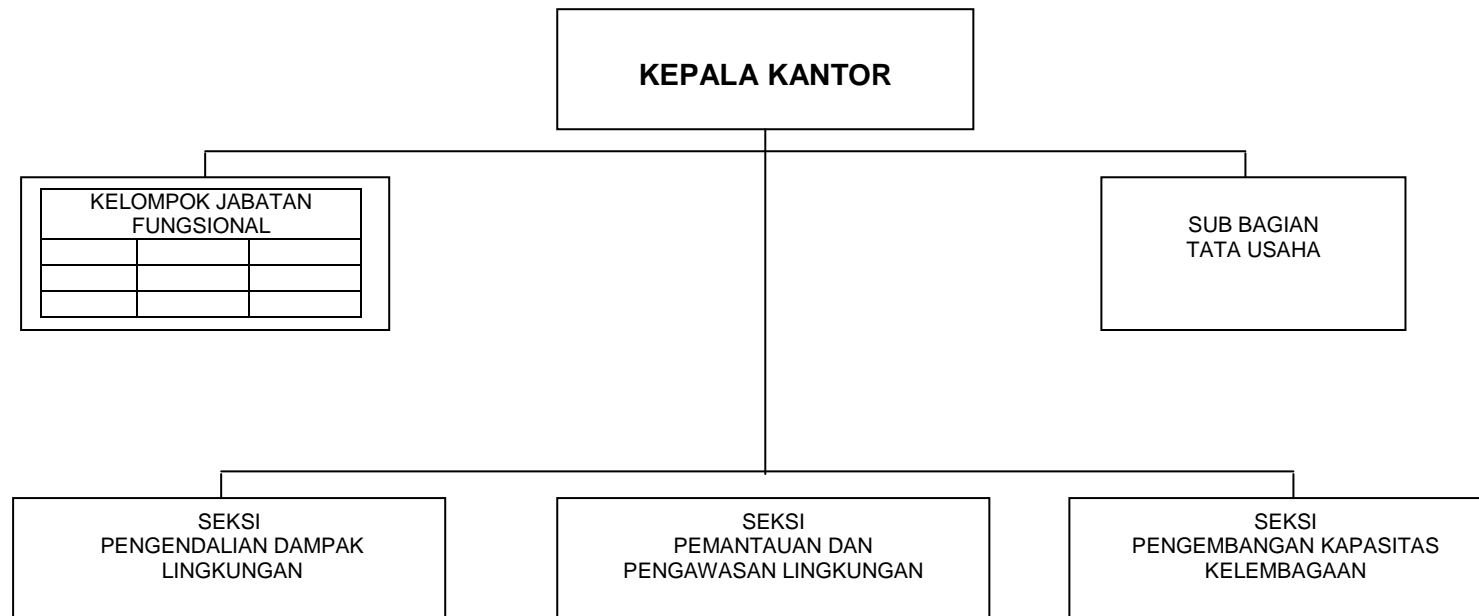 KEPALA KANTOR
KELOMPOK JABATAN
FUNGSIONAL
SUB BAGIAN
TATA USAHA
SEKSI
PENGENDALIAN DAMPAK
LINGKUNGAN
SEKSI
PEMANTAUAN DAN
PENGAWASAN LINGKUNGAN
SEKSI
PENGEMBANGAN KAPASITAS
KELEMBAGAAN